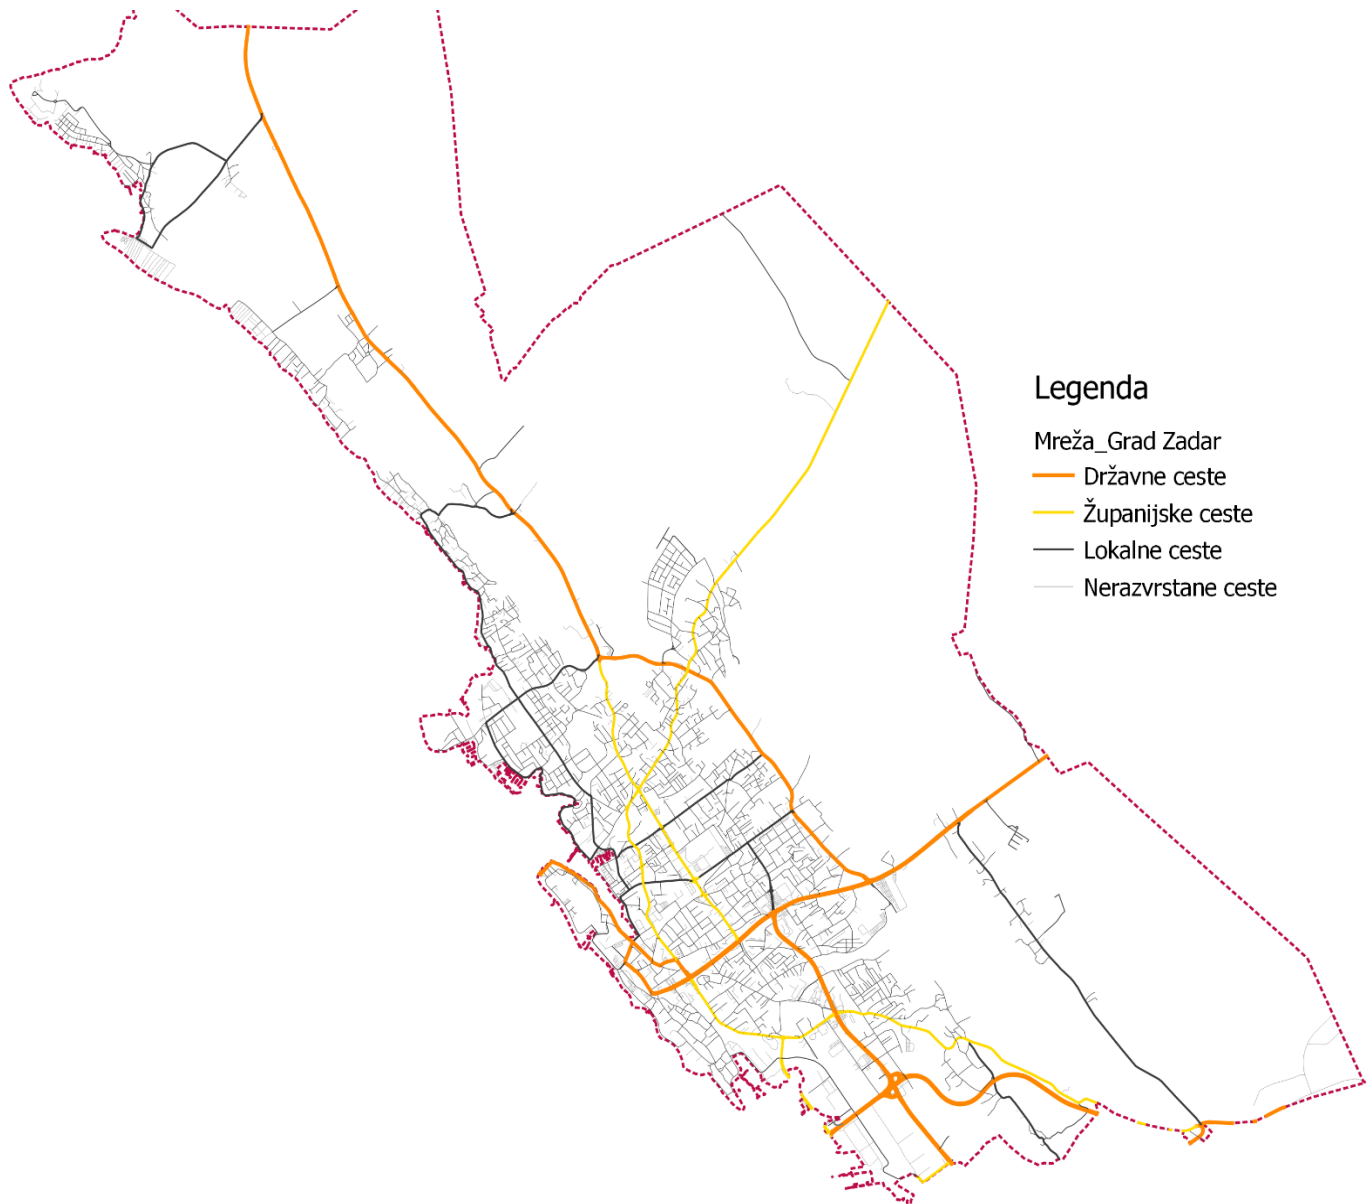 Legenda
Mreža_Grad Zadar
Državne ceste
Županijske ceste
Lokalne ceste
Nerazvrstane ceste